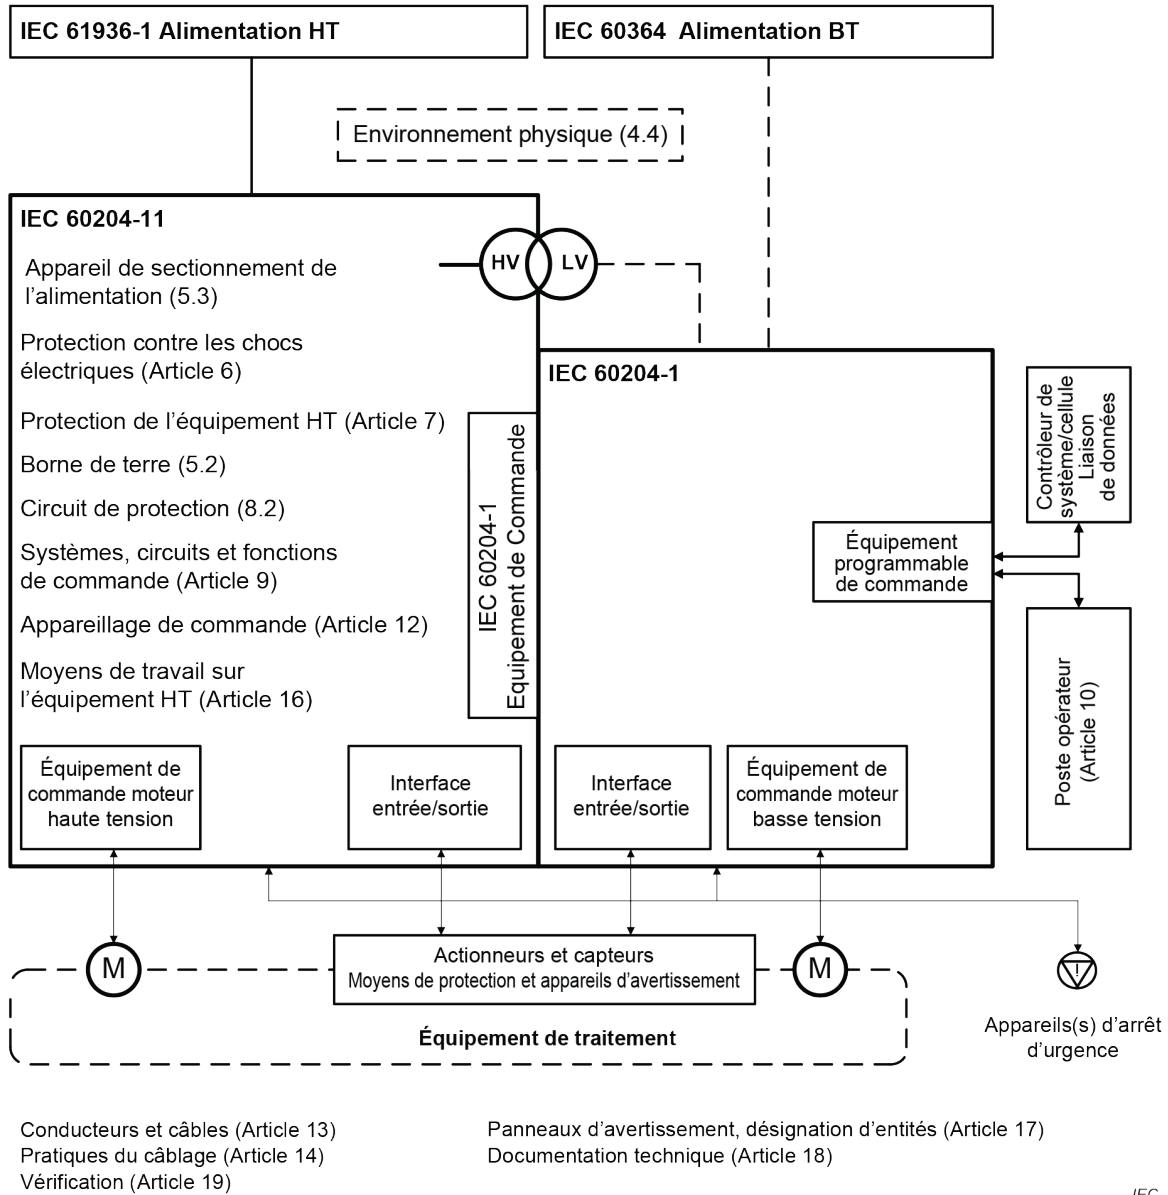 IEC 61936-1 Alimentation HT
IEC 60364 Alimentation BT
Environnement physique (4.4)
IEC 60204-11
HV
LV
Appareil de sectionnement de
l’alimentation (5.3)
Protection contre les chocs
électriques (Article 6)
Protection de l’équipement HT (Article 7)
Borne de terre (5.2)
Circuit de protection (8.2)
Systèmes, circuits et fonctions
de commande (Article 9)
Appareillage de commande (Article 12)
Moyens de travail sur
l’équipement HT (Article 16)
IEC 60204-1
Equipement de Commande
IEC 60204-1
Équipement
programmable
de commande
Contrôleur de
système/cellule
Liaison
de données
Poste opérateur
(Article 10)
Équipement de
commande moteur
haute tension
Interface
entrée/sortie
Interface
entrée/sortie
Équipement de
commande moteur
basse tension
M
Actionneurs et capteurs
Moyens de protection et appareils d’avertissement
M
!
Équipement de traitement
Appareils(s) d’arrêt
d’urgence
Conducteurs et câbles (Article 13)
Pratiques du câblage (Article 14)
Vérification (Article 19)
Panneaux d’avertissement, désignation d’entités (Article 17)
Documentation technique (Article 18)
IEC